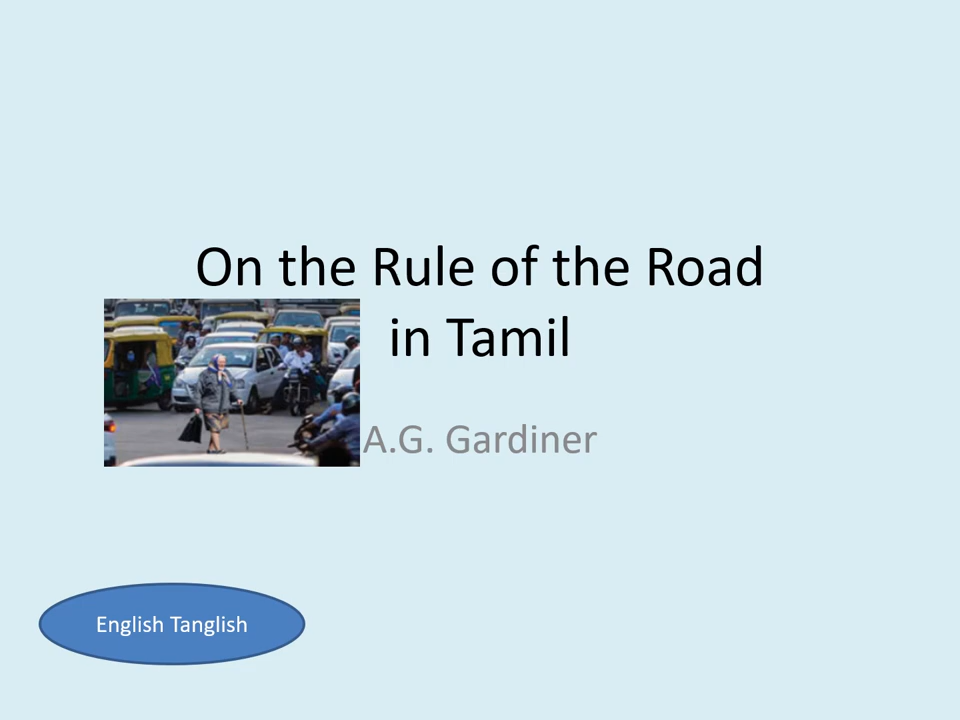 On the Rule of the Road
in Tamil
A.G. Gardiner
English Tanglish